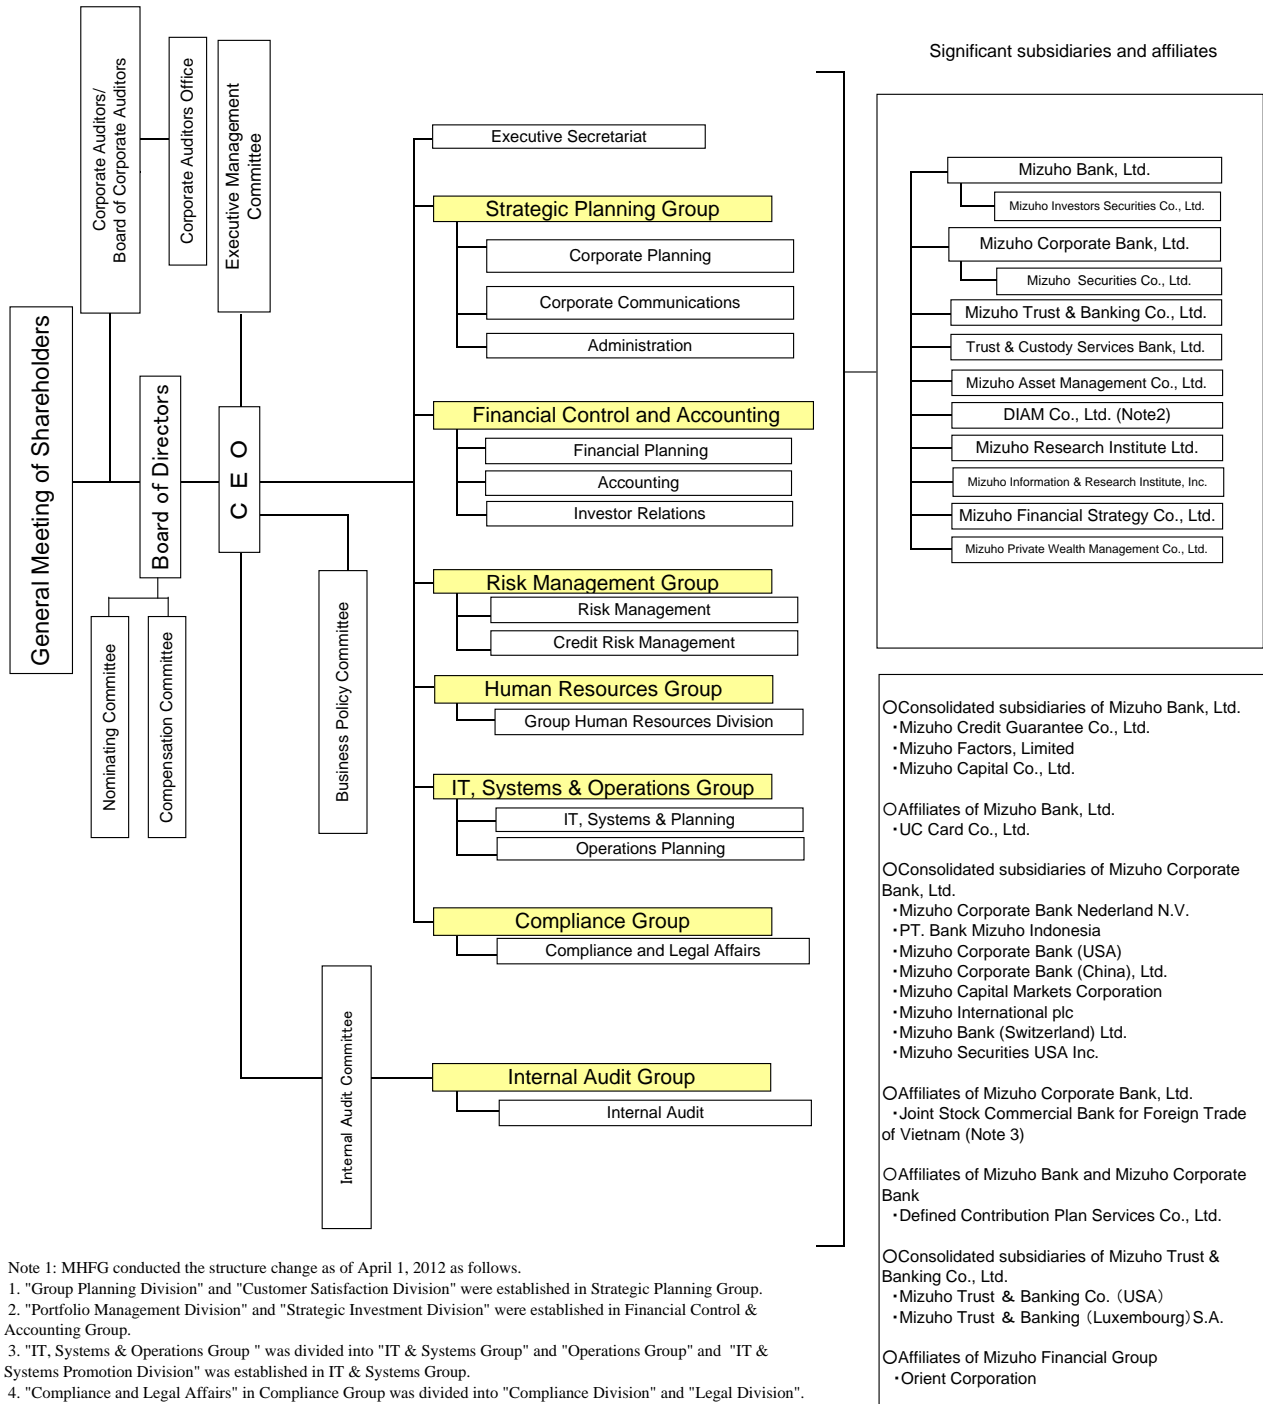 General Meeting of Shareholders
Corporate Auditors/
Board of Corporate Auditors
Corporate Auditors Office
Executive Management
Committee
Board of Directors
Nominating Committee
Compensation Committee
C E O
Business Policy Committee
Internal Audit Committee
Executive Secretariat
Strategic Planning Group
Corporate Planning
Corporate Communications
Administration
Financial Control and Accounting
Financial Planning
Accounting
Investor Relations
Risk Management Group
Risk Management
Credit Risk Management
Human Resources Group
Group Human Resources Division
IT, Systems & Operations Group
IT, Systems & Planning
Operations Planning
Compliance Group
Compliance and Legal Affairs
Internal Audit Group
Internal Audit
Significant subsidiaries and affiliates
Mizuho Bank, Ltd.
Mizuho Investors Securities Co., Ltd.
Mizuho Corporate Bank, Ltd.
Mizuho Securities Co., Ltd.
Mizuho Trust & Banking Co., Ltd.
Trust & Custody Services Bank, Ltd.
Mizuho Asset Management Co., Ltd.
DIAM Co., Ltd. (Note2)
Mizuho Research Institute Ltd.
Mizuho Information & Research Institute, Inc.
Mizuho Financial Strategy Co., Ltd.
Mizuho Private Wealth Management Co., Ltd.
○Consolidated subsidiaries of Mizuho Bank, Ltd.
・Mizuho Credit Guarantee Co., Ltd.
・Mizuho Factors, Limited
・Mizuho Capital Co., Ltd.
○Affiliates of Mizuho Bank, Ltd.
・UC Card Co., Ltd.
○Consolidated subsidiaries of Mizuho Corporate
Bank, Ltd.
・Mizuho Corporate Bank Nederland N.V.
・PT. Bank Mizuho Indonesia
・Mizuho Corporate Bank (USA)
・Mizuho Corporate Bank (China), Ltd.
・Mizuho Capital Markets Corporation
・Mizuho International plc
・Mizuho Bank (Switzerland) Ltd.
・Mizuho Securities USA Inc.
○Affiliates of Mizuho Corporate Bank, Ltd.
・Joint Stock Commercial Bank for Foreign Trade
of Vietnam (Note 3)
○Affiliates of Mizuho Bank and Mizuho Corporate
Bank
・Defined Contribution Plan Services Co., Ltd.
○Consolidated subsidiaries of Mizuho Trust &
Banking Co., Ltd.
・Mizuho Trust ＆ Banking Co.（USA）
・Mizuho Trust ＆ Banking（Luxembourg）S.A.
○Affiliates of Mizuho Financial Group
・Orient Corporation
Note 1: MHFG conducted the structure change as of April 1, 2012 as follows.
1. "Group Planning Division" and "Customer Satisfaction Division" were established in Strategic Planning Group.
2. "Portfolio Management Division" and "Strategic Investment Division" were established in Financial Control &
Accounting Group.
3. "IT, Systems & Operations Group " was divided into "IT & Systems Group" and "Operations Group" and "IT &
Systems Promotion Division" was established in IT & Systems Group.
4. "Compliance and Legal Affairs" in Compliance Group was divided into "Compliance Division" and "Legal Division".